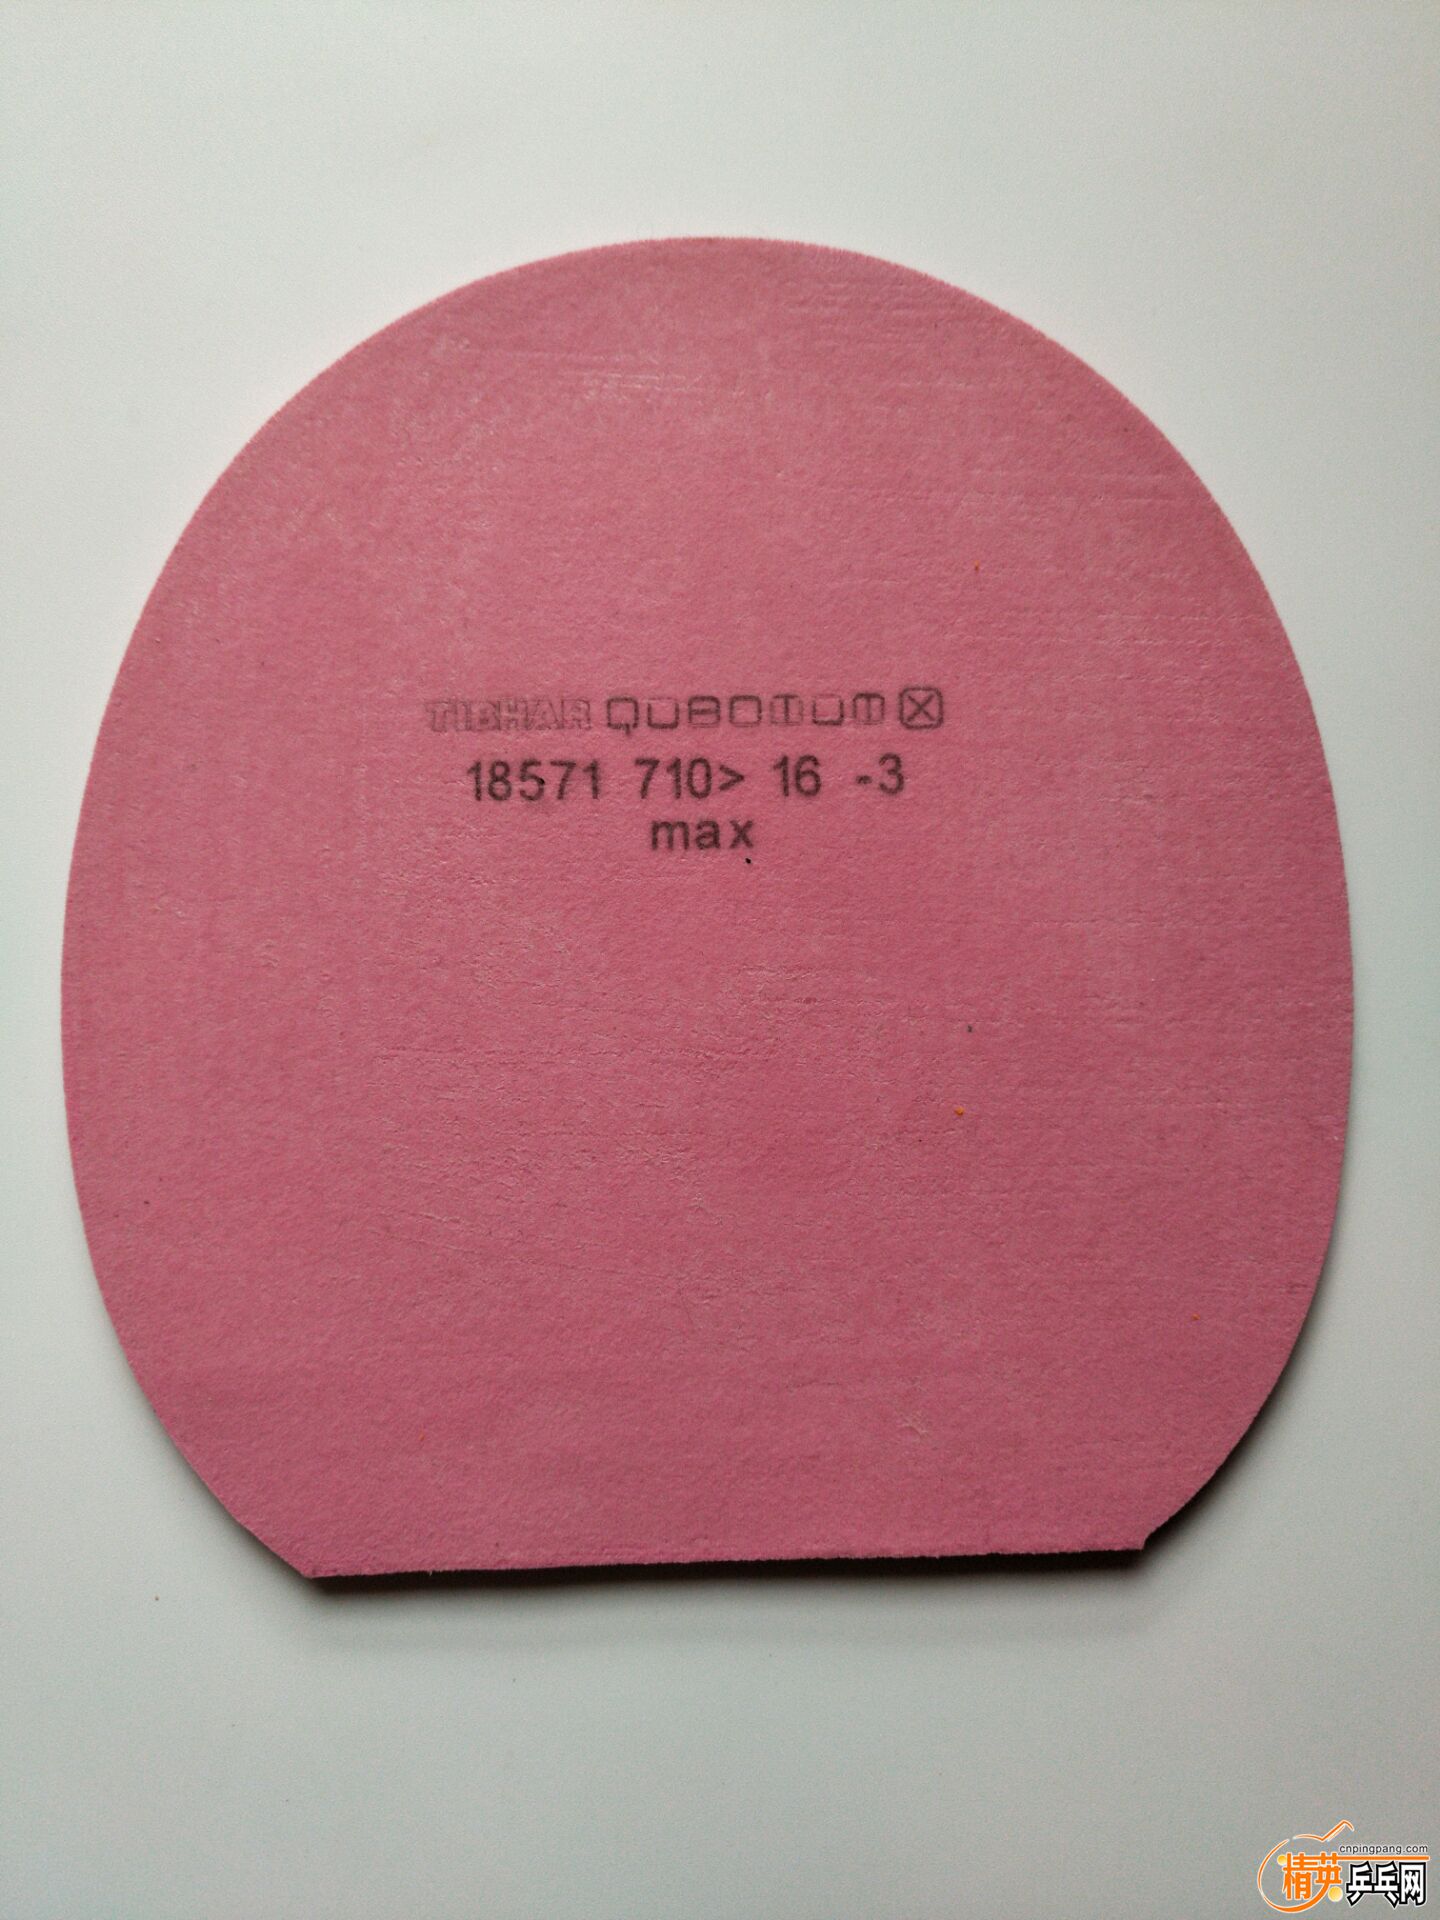 TIBHAR QUANTUM X
18571 710> 16 -3
max
cnpingpang.com
精英乒乓网